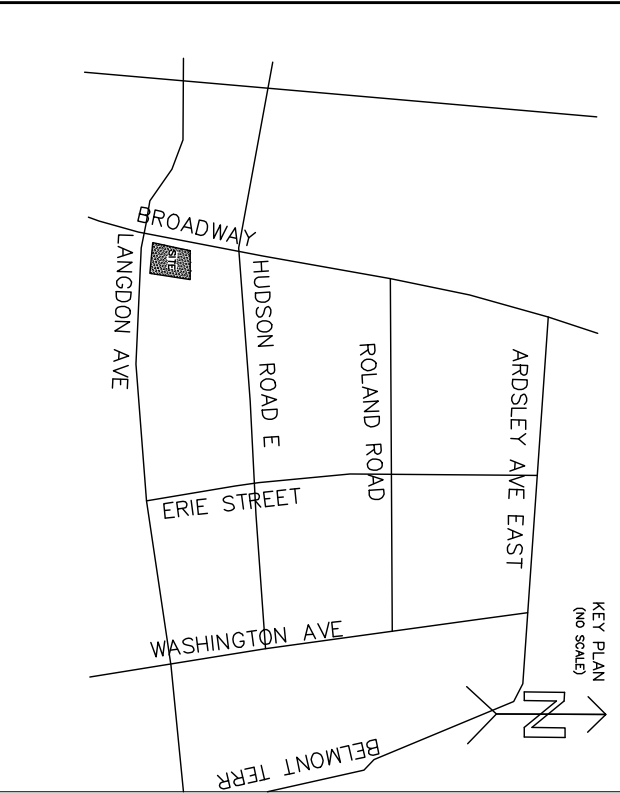 BROADWAY
SITE
LANGDON AVE
HUDSON ROAD E
ROLAND ROAD
ARDSLEY AVE EAST
ERIE STREET
WASHINGTON AVE
BELMONT TERR
KEY PLAN
(NO SCALE)
N